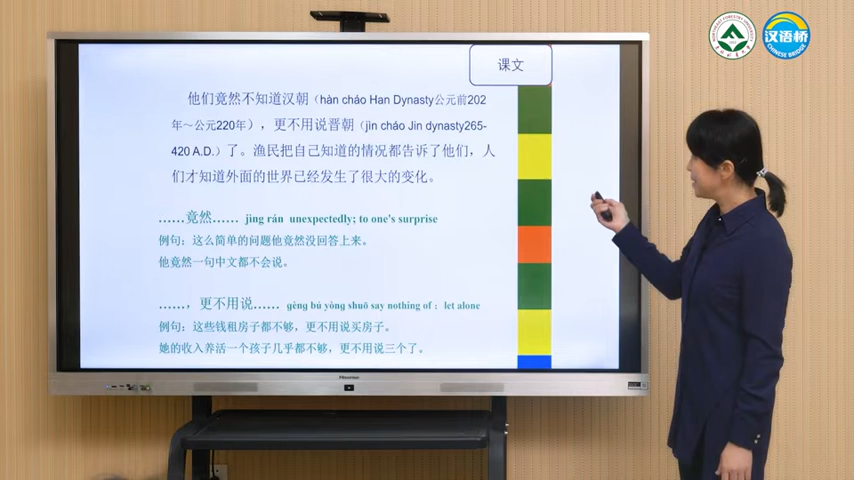 课文
他们竟然不知道汉朝（hàn cháo Han Dynasty公元前202
年～公元220年），更不用说晋朝（jìn cháo Jin dynasty265-
420 A.D.）了。渔民把自己知道的情况都告诉了他们，人
们才知道外面的世界已经发生了很大的变化。
……竟然…… jìng rán unexpectedly; to one's surprise
例句：这么简单的问题他竟然没回答上来。
他竟然一句中文都不会说。
……，更不用说…… gèng bú yòng shuō say nothing of：let alone
例句：这些钱租房子都不够，更不用说买房子。
她的收入养活一个孩子几乎都不够，更不用说三个了。
Hisense
汉语桥
CHINESE BRIDGE